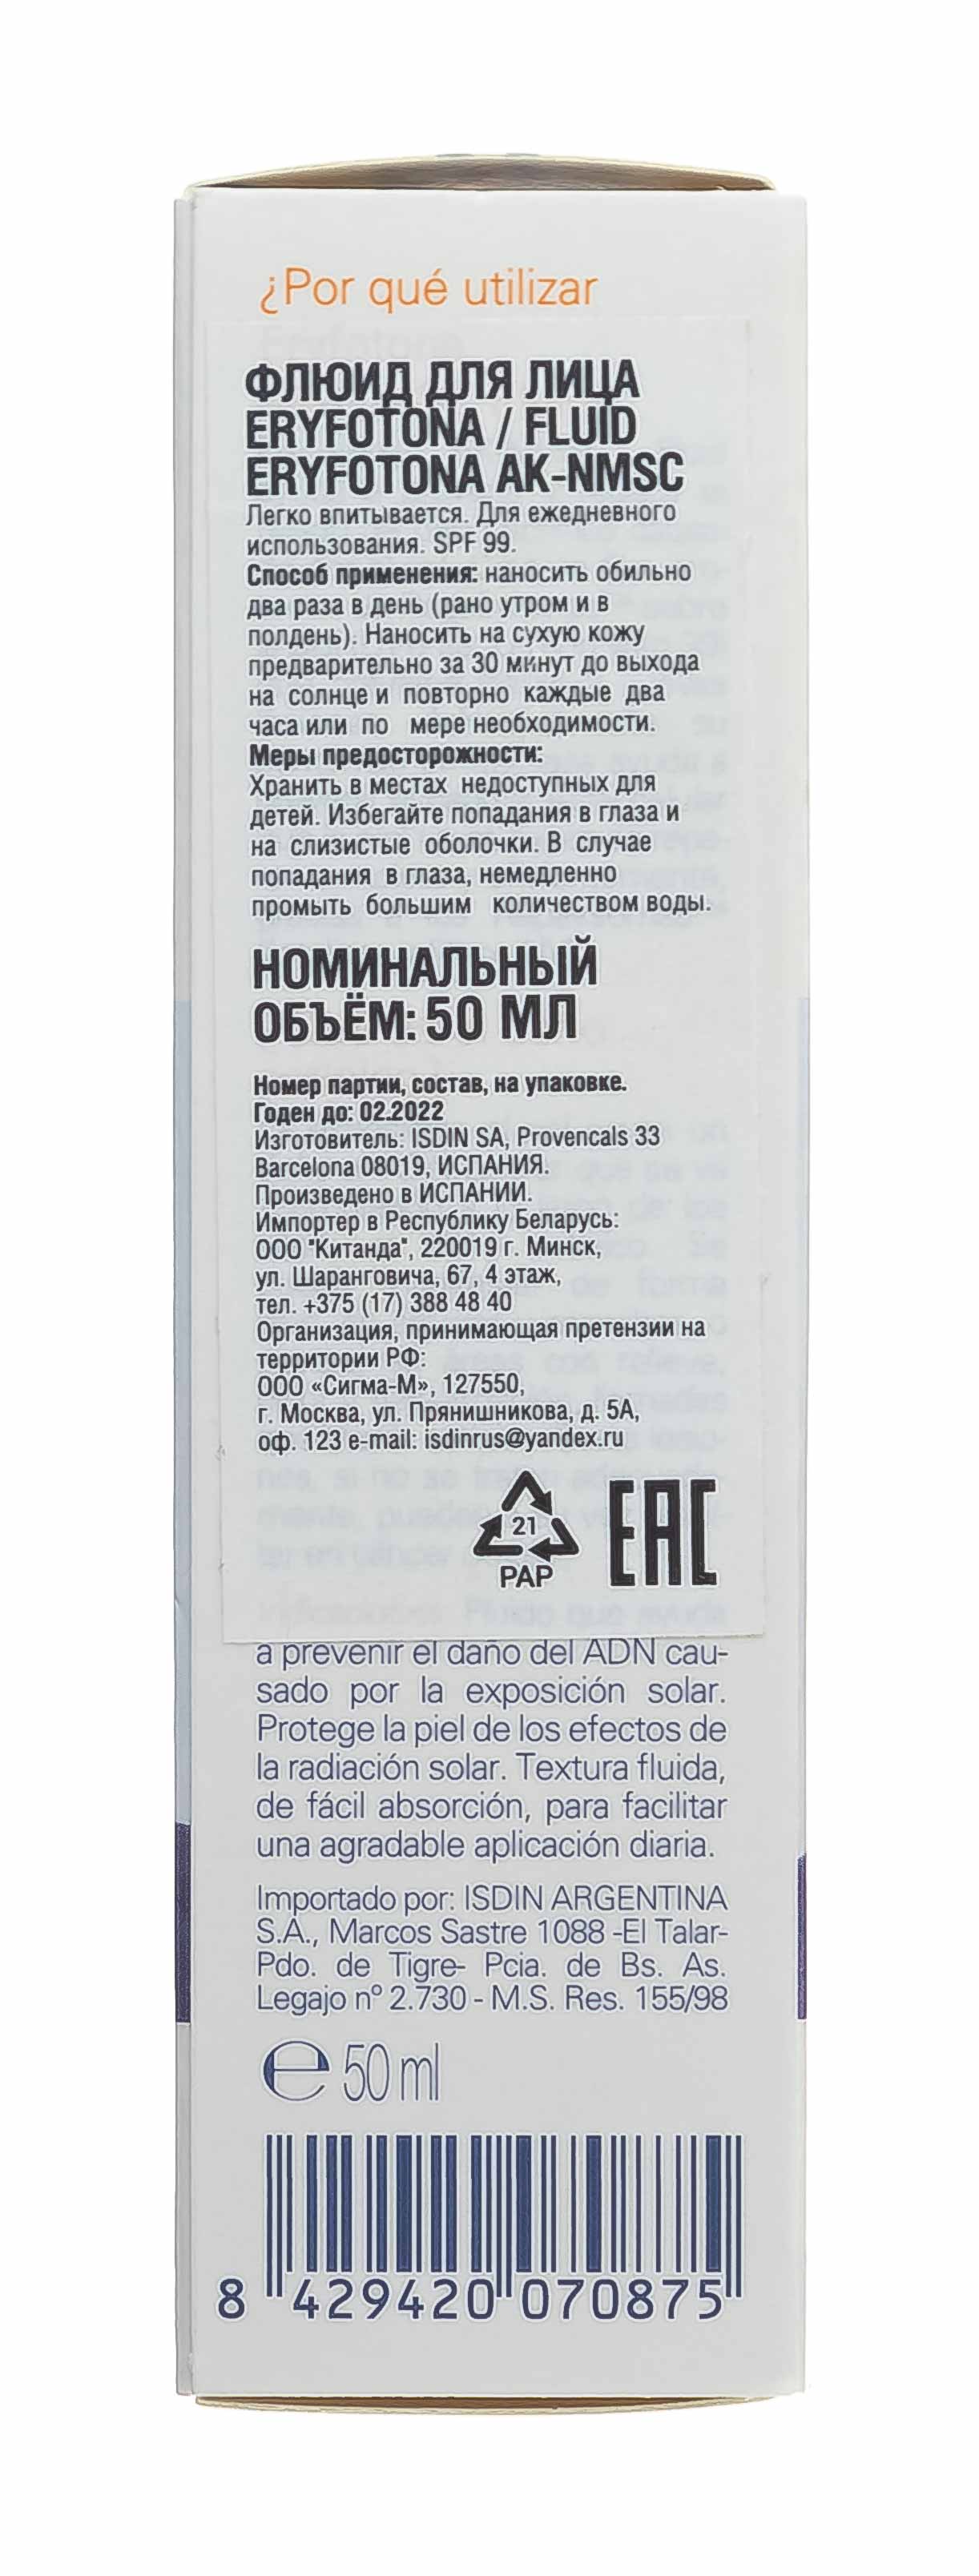 ¿Por qué utilizar
ФЛЮИД ДЛЯ ЛИЦА
ERYFOTONA / FLUID
ERYFOTONA AK-NMSC
Легко впитывается. Для ежедневного
использования. SPF 99.
Способ применения: наносить обильно
два раза в день (рано утром и в
полдень). Наносить на сухую кожу
предварительно за 30 минут до выхода
на солнце и повторно каждые два
часа или по мере необходимости.
Меры предосторожности:
Хранить в местах недоступных для
детей. Избегайте попадания в глаза и
на слизистые оболочки. В случае
попадания в глаза, немедленно
промыть большим количеством воды.
НОМИНАЛЬНЫЙ
ОБЪЁМ: 50 МЛ
Номер партии, состав, на упаковке.
Годен до: 02.2022
Изготовитель: ISDIN SA, Provencals 33
Barcelona 08019, ИСПАНИЯ.
Произведено в ИСПАНИИ.
Импортер в Республику Беларусь:
ООО "Китанда", 220019 г. Минск,
ул. Шаранговича, 67, 4 этаж,
тел. +375 (17) 388 48 40
Организация, принимающая претензии на
территории РФ:
ООО «Сигма-М», 127550,
г. Москва, ул. Прянишникова, д. 5А,
оф. 123 e-mail: isdinrus@yandex.ru
21
PAP
EAC
a prevenir el daño del ADN cau-
sado por la exposición solar.
Protege la piel de los efectos de
la radiación solar. Textura fluida,
de fácil absorción, para facilitar
una agradable aplicación diaria.
Importado por: ISDIN ARGENTINA
S.A., Marcos Sastre 1088 -El Talar-
Pdo. de Tigre- Pcia. de Bs. As.
Legajo nº 2.730 - M.S. Res. 155/98
℮ 50 ml
8 429420 070875